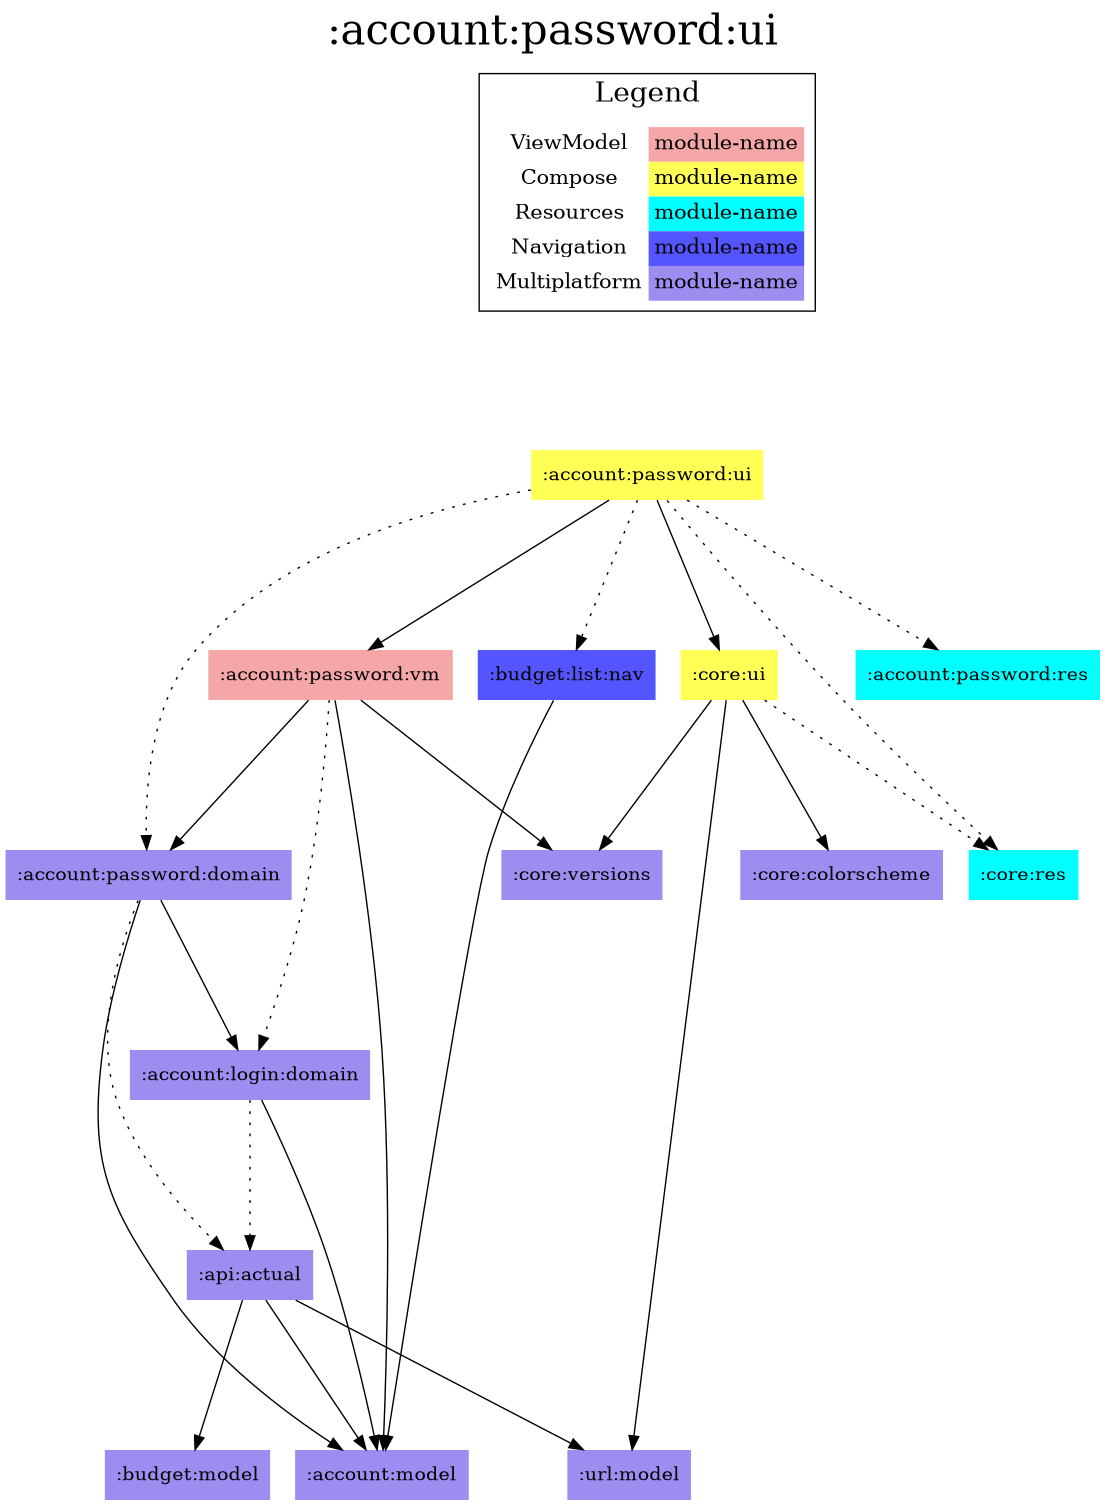 :account:password:ui
Legend
ViewModel module-name
Compose module-name
Resources module-name
Navigation module-name
Multiplatform module-name
:account:password:ui
:account:password:vm
:budget:list:nav
:core:ui
:account:password:res
:account:password:domain
:core:versions
:core:colorscheme
:core:res
:account:login:domain
:api:actual
:budget:model
:account:model
:url:model